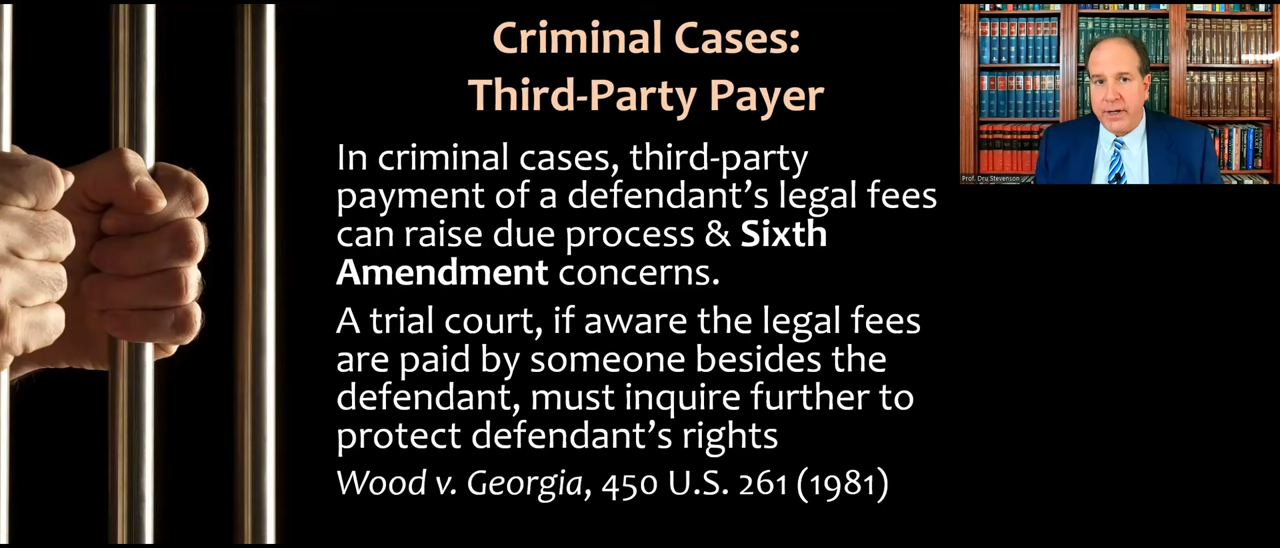 Criminal Cases:
Third-Party Payer
In criminal cases, third-party
payment of a defendant’s legal fees
can raise due process & Sixth
Amendment concerns.
A trial court, if aware the legal fees
are paid by someone besides the
defendant, must inquire further to
protect defendant’s rights
Wood v. Georgia, 450 U.S. 261 (1981)
Prof. Dru Stevenson